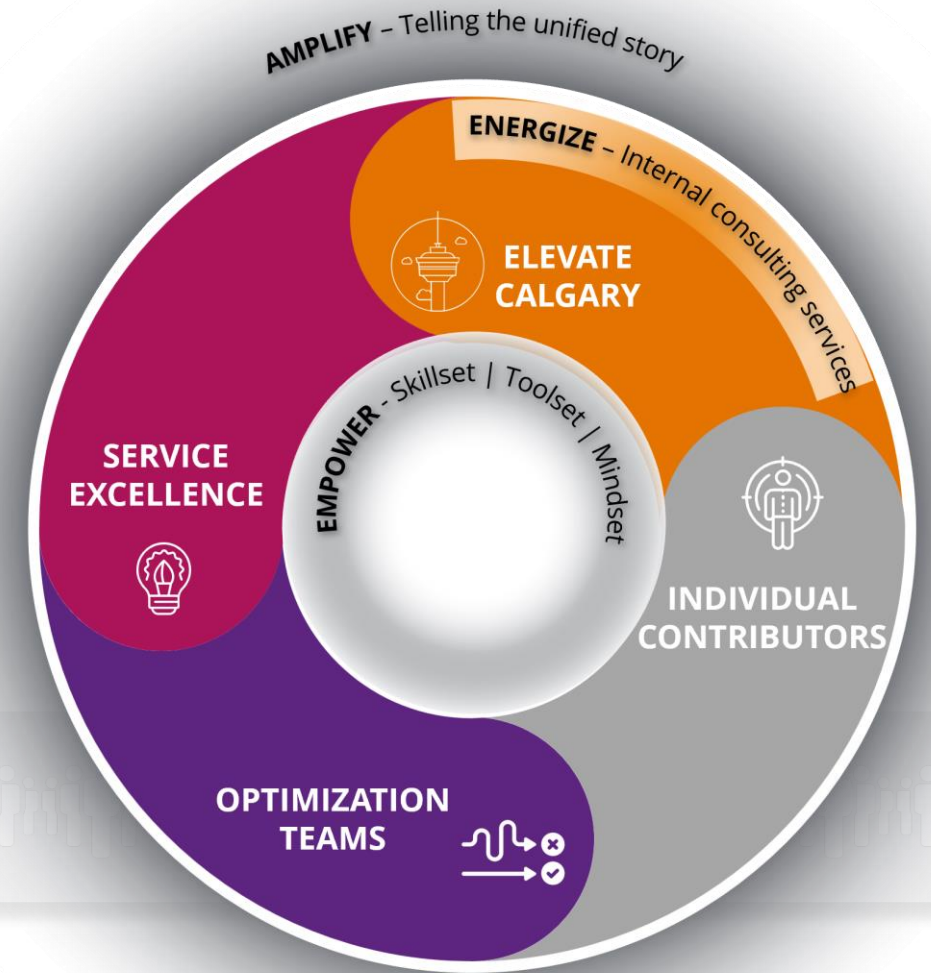 AMPLIFY – Telling the unified story
ENERGIZE – Internal consulting services
ELEVATE
CALGARY
EMPOWER - Skillset | Toolset | Mindset
SERVICE
EXCELLENCE
INDIVIDUAL
CONTRIBUTORS
OPTIMIZATION
TEAMS